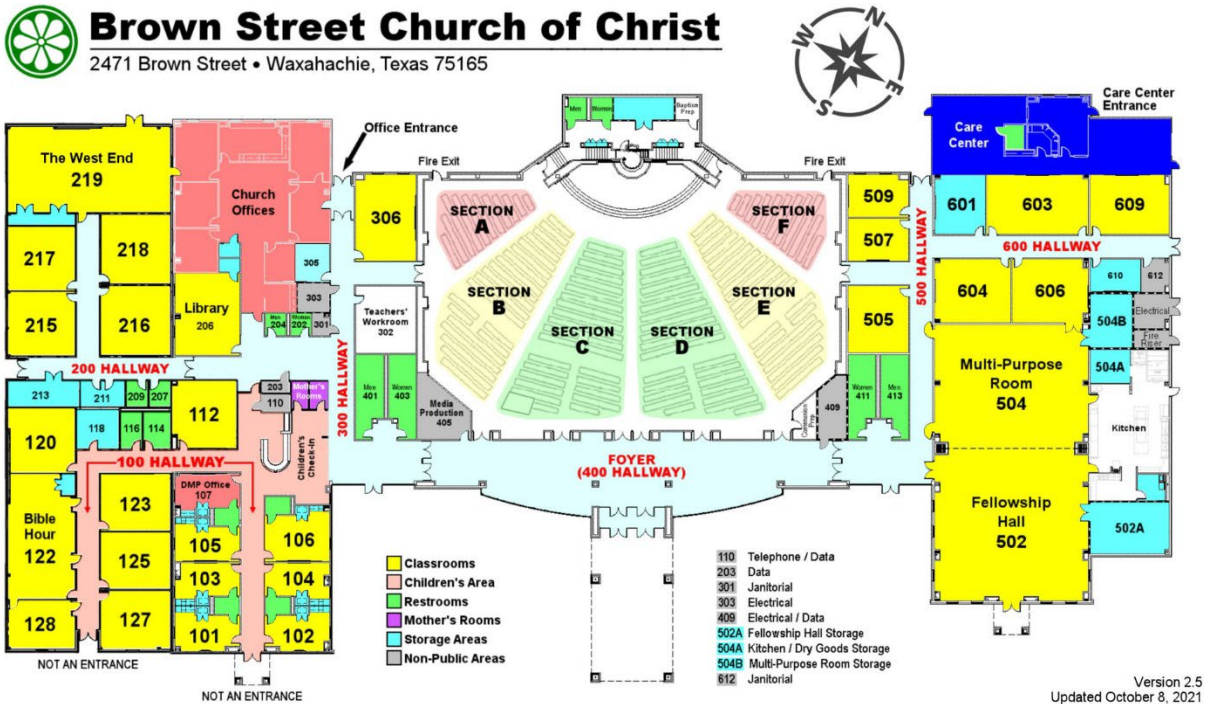 Brown Street Church of Christ
2471 Brown Street • Waxahachie, Texas 75165
N
W
E
S
Care Center
Entrance
Office Entrance
Men
Women
Baptism
Prep
Fire Exit
Fire Exit
The West End
219
Church
Offices
306
SECTION
A
SECTION
F
509
507
Care
Center
601
603
609
217
218
305
303
301
215
216
Library
206
Men
204
Women
202
Teachers'
Workroom
302
SECTION
B
SECTION
C
SECTION
D
SECTION
E
505
500 HALLWAY
600 HALLWAY
604
606
610
612
504B
Electrical
Fire
Riser
504A
Multi-Purpose
Room
504
Kitchen
200 HALLWAY
300 HALLWAY
213
211
209
207
203
110
Mother's
Rooms
112
120
118
116
114
Children's
Check-In
Men
401
Women
403
Media
Production
405
Communion
Prep
409
Women
411
Men
413
100 HALLWAY
FOYER
(400 HALLWAY)
Bible
Hour
122
123
DMP Office
107
105
106
125
103
104
128
127
101
102
Fellowship
Hall
502
502A
NOT AN ENTRANCE
NOT AN ENTRANCE
Classrooms
Children's Area
Restrooms
Mother's Rooms
Storage Areas
Non-Public Areas
110 Telephone / Data
203 Data
301 Janitorial
303 Electrical
409 Electrical / Data
502A Fellowship Hall Storage
504A Kitchen / Dry Goods Storage
504B Multi-Purpose Room Storage
612 Janitorial
Version 2.5
Updated October 8, 2021